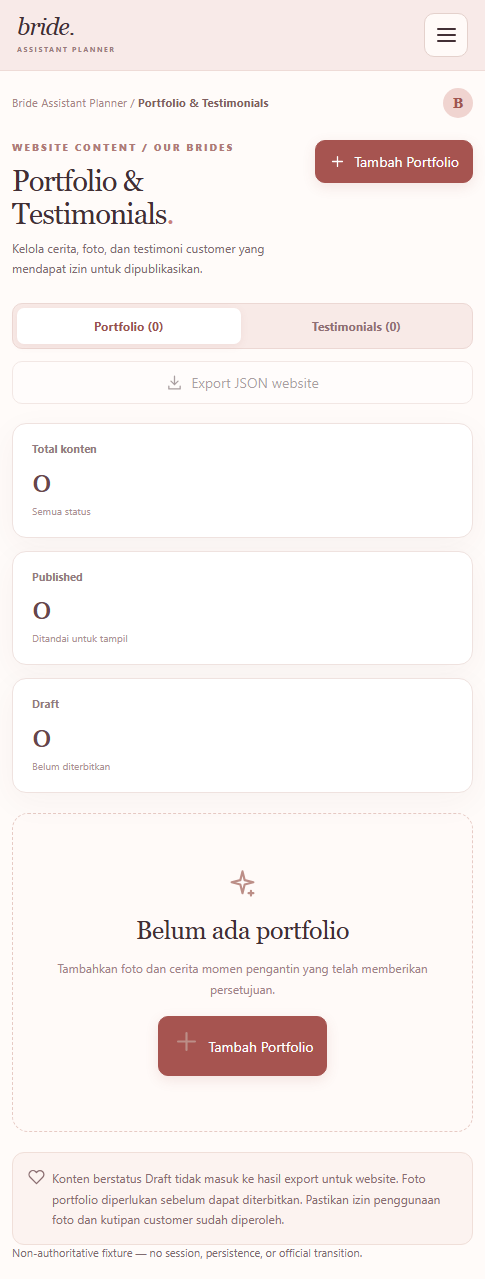 bride.
ASSISTANT PLANNER
Bride Assistant Planner / Portfolio & Testimonials
B
WEBSITE CONTENT / OUR BRIDES
Tambah Portfolio
Portfolio &
Testimonials.
Kelola cerita, foto, dan testimoni customer yang
mendapat izin untuk dipublikasikan.
Portfolio (0)
Testimonials (0)
Export JSON website
Total konten
0
Semua status
Published
0
Ditandai untuk tampil
Draft
0
Belum diterbitkan
Belum ada portfolio
Tambahkan foto dan cerita momen pengantin yang telah memberikan
persetujuan.
Tambah Portfolio
Konten berstatus Draft tidak masuk ke hasil export untuk website. Foto
portfolio diperlukan sebelum dapat diterbitkan. Pastikan izin penggunaan
foto dan kutipan customer sudah diperoleh.
Non-authoritative fixture — no session, persistence, or official transition.